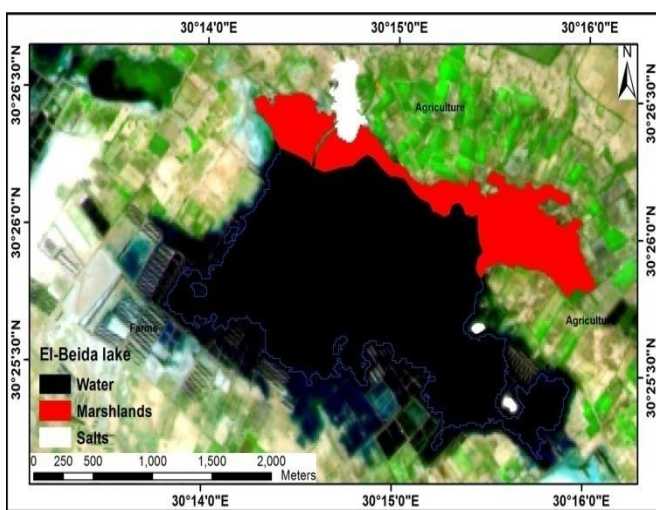 30°14'0"E 30°15'0"E 30°16'0"E
N
30°26'30"N
30°26'30"N
Agriculture
30°26'0"N
30°26'0"N
Agriculture
Farms
30°25'30"N
30°25'30"N
El-Beida lake
Water
Marshlands
Salts
0 250 500 1,000 1,500 2,000
Meters
30°14'0"E 30°15'0"E 30°16'0"E